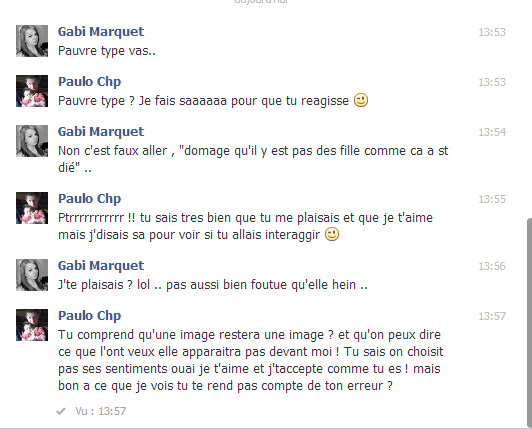 aujourd'hui
Gabi Marquet 13:53
Pauvre type vas..
Paulo Chp 13:53
Pauvre type ? Je fais saaaaaa pour que tu reagisse
Gabi Marquet 13:54
Non c'est faux aller , "domage qu'il y est pas des fille comme ca a st
dié" ..
Paulo Chp 13:55
Ptrrrrrrrrrrr !! tu sais tres bien que tu me plaisais et que je t'aime
mais j'disais sa pour voir si tu allais interaggir
Gabi Marquet 13:56
J'te plaisais ? lol .. pas aussi bien foutue qu'elle hein ..
Paulo Chp 13:57
Tu comprend qu'une image restera une image ? et qu'on peux dire
ce que l'ont veux elle apparaitra pas devant moi ! Tu sais on choisit
pas ses sentiments ouai je t'aime et j'taccepte comme tu es ! mais
bon a ce que je vois tu te rend pas compte de ton erreur ?
Vu : 13:57